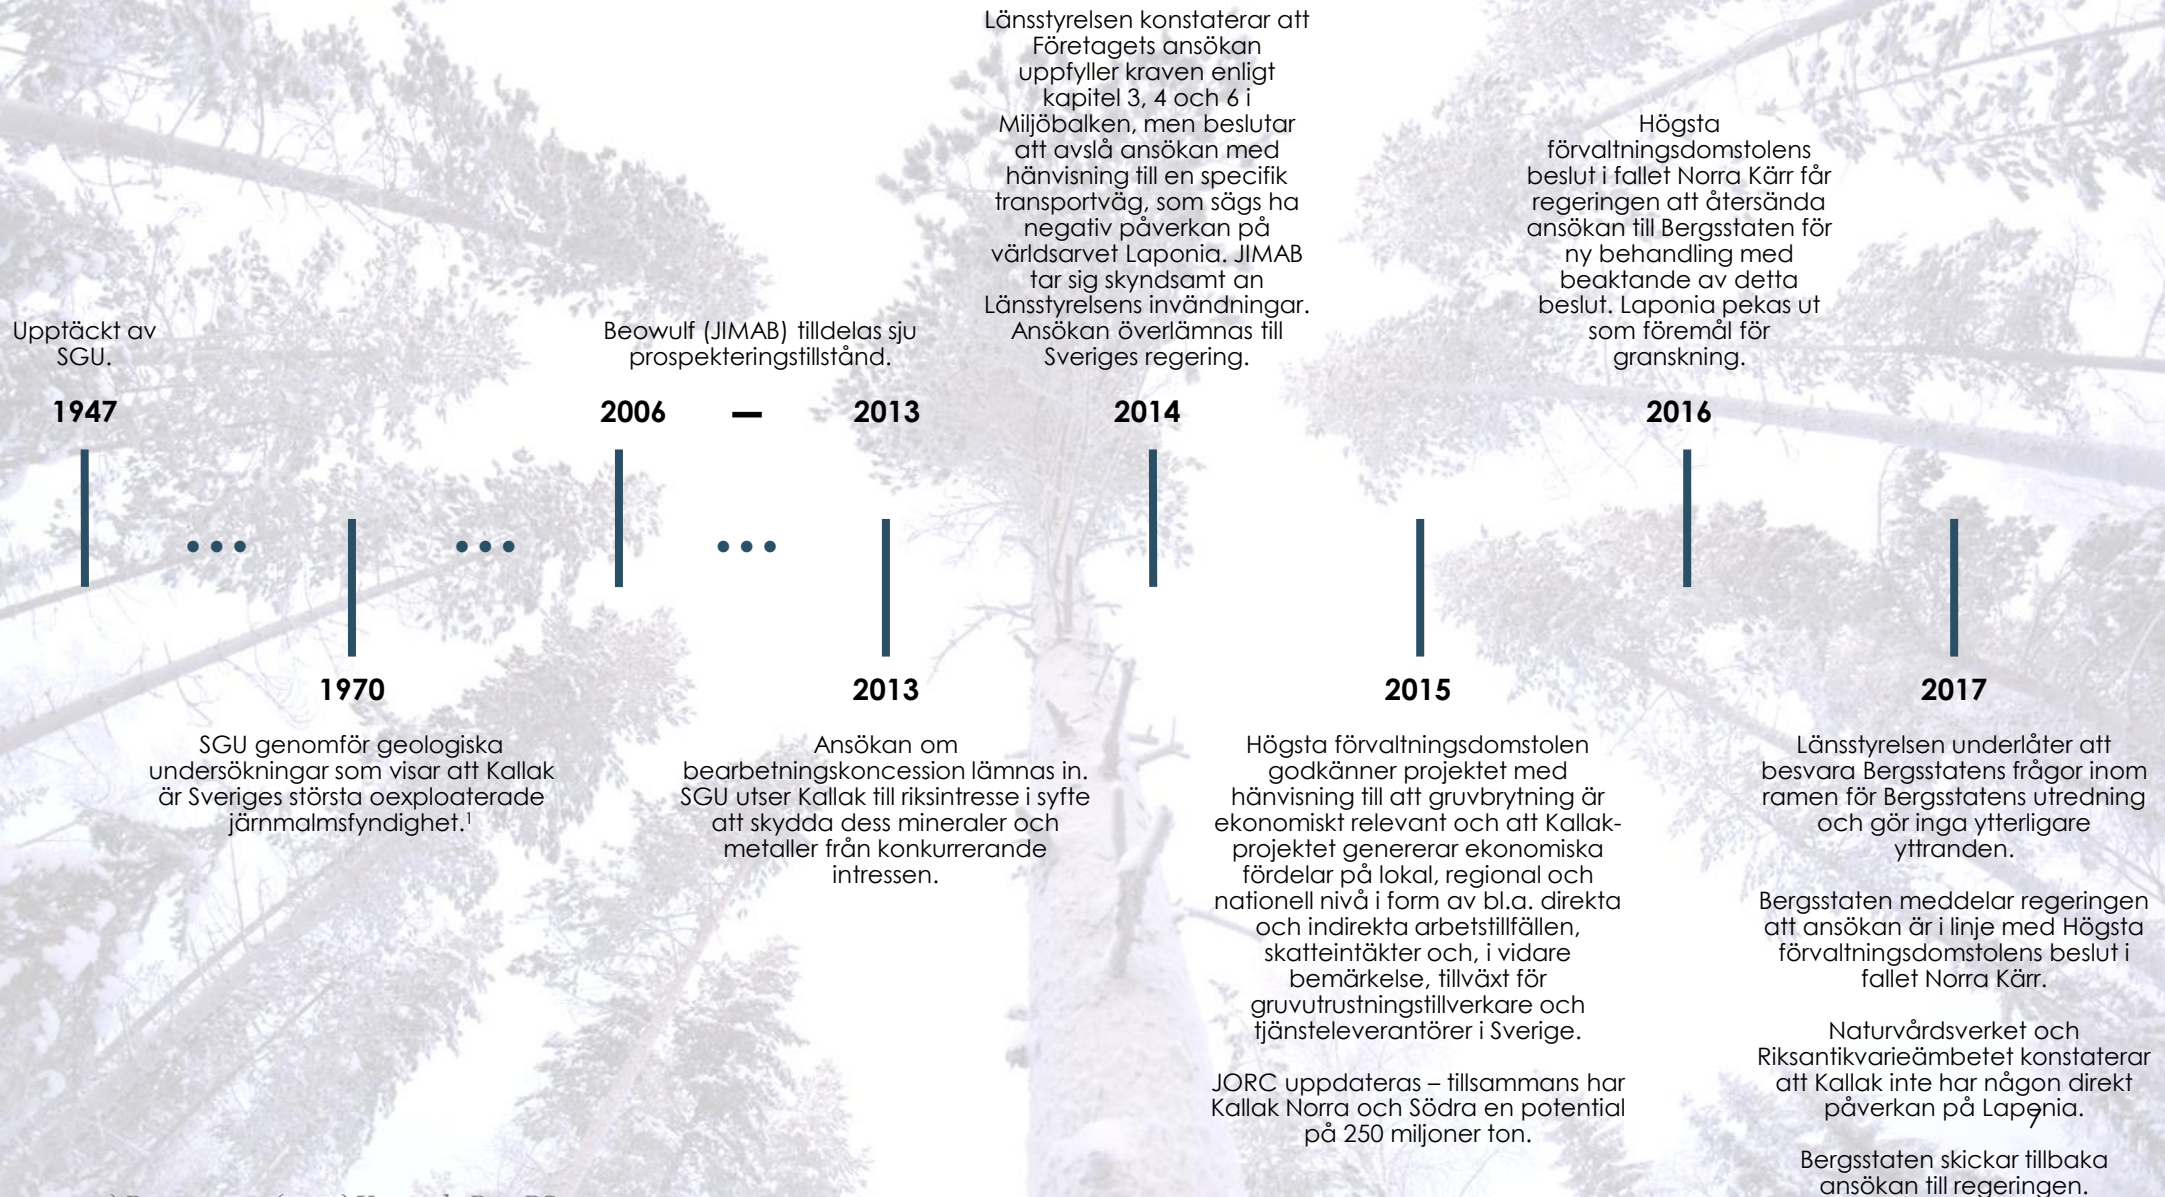 Upptäckt av
SGU.
1947
1970
SGU genomför geologiska
undersökningar som visar att Kallak
är Sveriges största oexploaterade
järnmalmsfyndighet.1
Beowulf (JIMAB) tilldelas sju
prospekteringstillstånd.
2006 – 2013
2013
Ansökan om
bearbetningskoncession lämnas in.
SGU utser Kallak till riksintresse i syfte
att skydda dess mineraler och
metaller från konkurrerande
intressen.
Länsstyrelsen konstaterar att
Företagets ansökan
uppfyller kraven enligt
kapitel 3, 4 och 6 i
Miljöbalken, men beslutar
att avslå ansökan med
hänvisning till en specifik
transportväg, som sägs ha
negativ påverkan på
världsarvet Laponia. JIMAB
tar sig skyndsamt an
Länsstyrelsens invändningar.
Ansökan överlämnas till
Sveriges regering.
2014
2015
Högsta förvaltningsdomstolen
godkänner projektet med
hänvisning till att gruvbrytning är
ekonomiskt relevant och att Kallak-
projektet genererar ekonomiska
fördelar på lokal, regional och
nationell nivå i form av bl.a. direkta
och indirekta arbetstillfällen,
skatteintäkter och, i vidare
bemärkelse, tillväxt för
gruvutrustningstillverkare och
tjänsteleverantörer i Sverige.
JORC uppdateras – tillsammans har
Kallak Norra och Södra en potential
på 250 miljoner ton.
Högsta
förvaltningsdomstolens
beslut i fallet Norra Kärr får
regeringen att återsända
ansökan till Bergsstaten för
ny behandling med
beaktande av detta
beslut. Laponia pekas ut
som föremål för
granskning.
2016
2017
Länsstyrelsen underlåter att
besvara Bergsstatens frågor inom
ramen för Bergsstatens utredning
och gör inga ytterligare
yttranden.
Bergsstaten meddelar regeringen
att ansökan är i linje med Högsta
förvaltningsdomstolens beslut i
fallet Norra Kärr.
Naturvårdsverket och
Riksantikvarieämbetet konstaterar
att Kallak inte har någon direkt
påverkan på Laponia.
7
Bergsstaten skickar tillbaka
ansökan till regeringen.